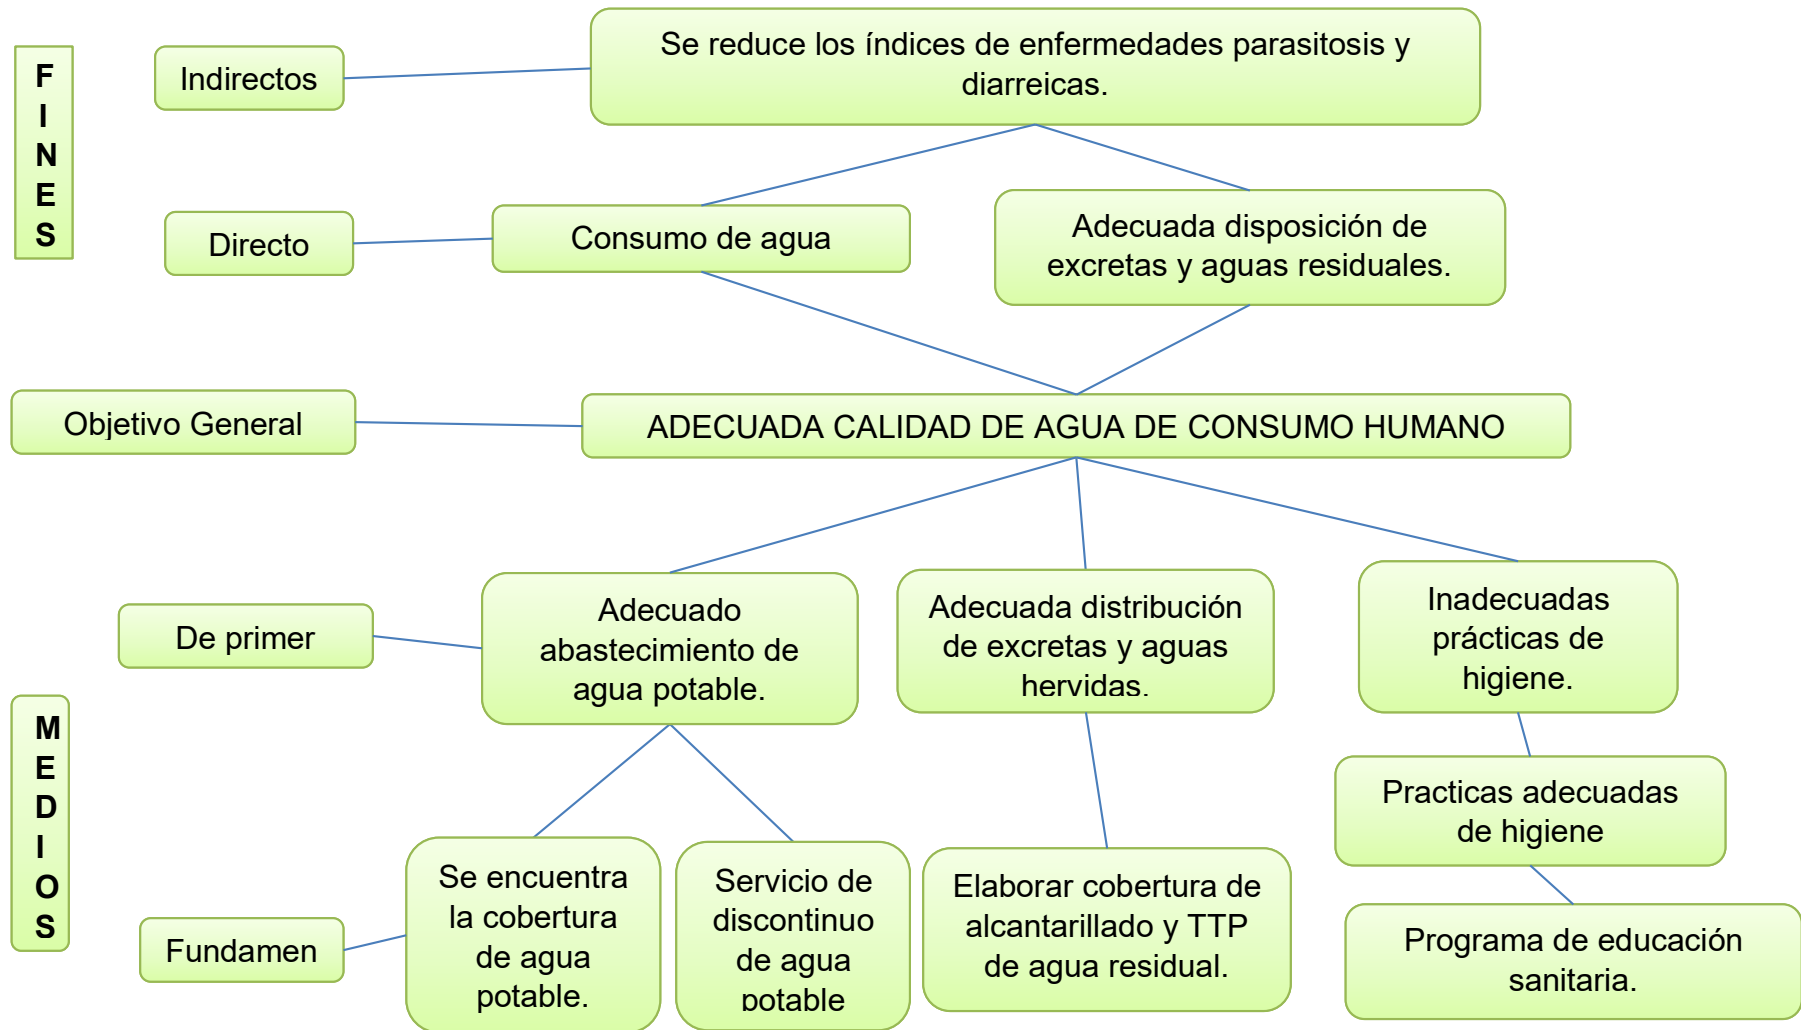 FINES
Indirectos
Se reduce los índices de enfermedades parasitosis y
diarreicas.
Directo
Consumo de agua
Adecuada disposición de
excretas y aguas residuales.
Objetivo General
ADECUADA CALIDAD DE AGUA DE CONSUMO HUMANO
MEDIOS
De primer
Adecuado
abastecimiento de
agua potable.
Adecuada distribución
de excretas y aguas
hervidas.
Inadecuadas
prácticas de
higiene.
Practicas adecuadas
de higiene
Fundamen
Se encuentra
la cobertura
de agua
potable.
Servicio de
discontinuo
de agua
potable
Elaborar cobertura de
alcantarillado y TTP
de agua residual.
Programa de educación
sanitaria.